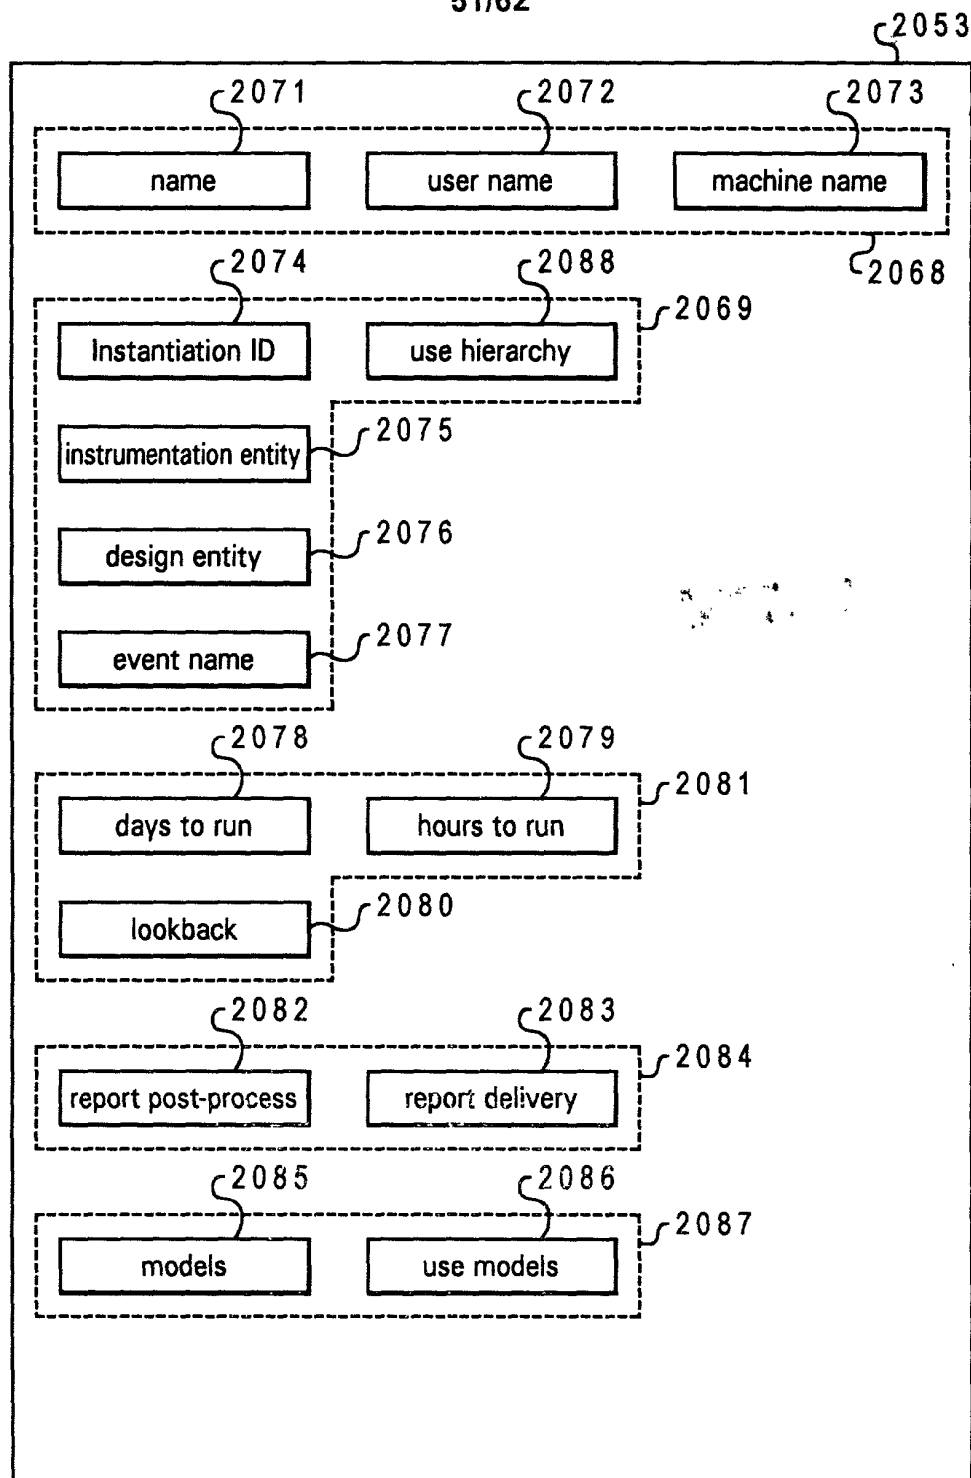 51/62
2053
2071 2072 2073
name user name machine name
2068
2074 2088
2069
Instantiation ID use hierarchy
2075
instrumentation entity
2076
design entity
2077
event name
2078 2079
2081
days to run hours to run
2080
lookback
2082 2083
2084
report post-process report delivery
2085 2086
2087
models use models